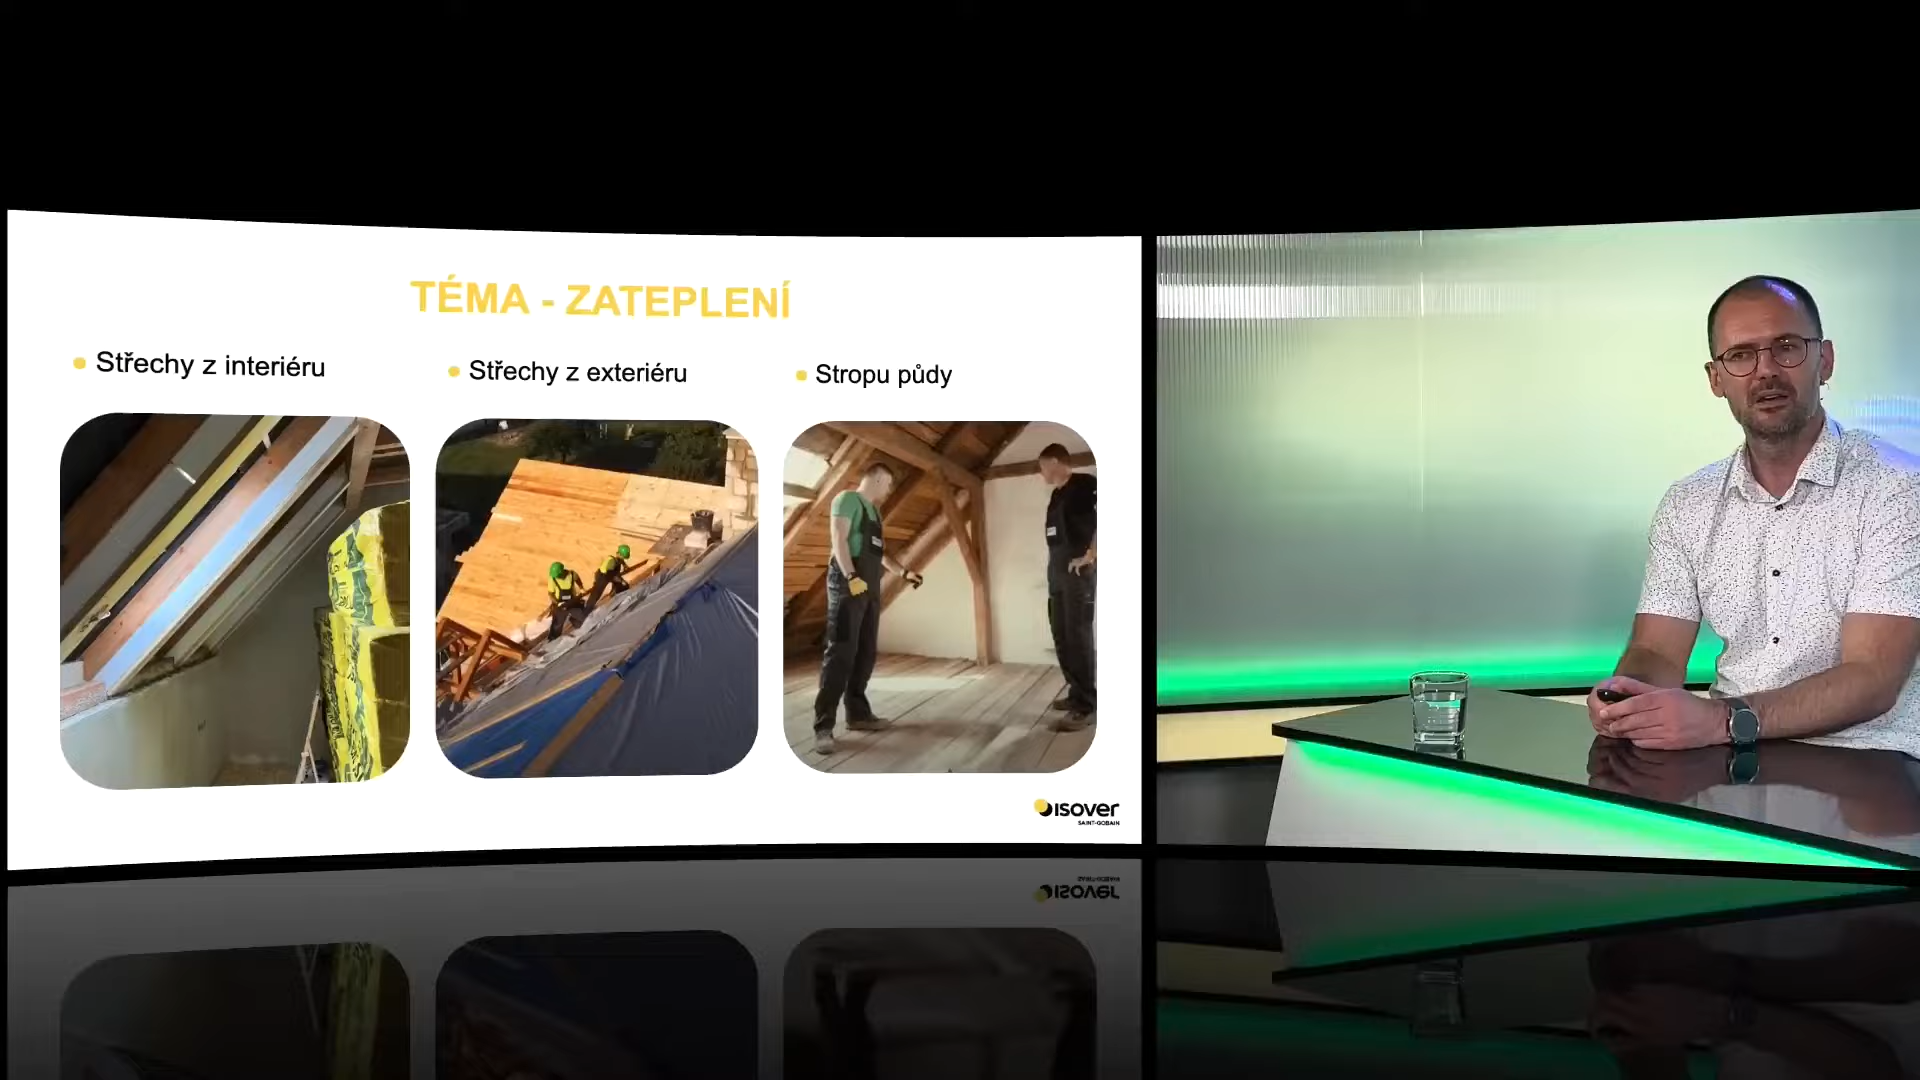 TÉMA - ZATEPLENÍ
Střechy z interiéru
Střechy z exteriéru
Stropu půdy
isover
SAINT-GOBAIN